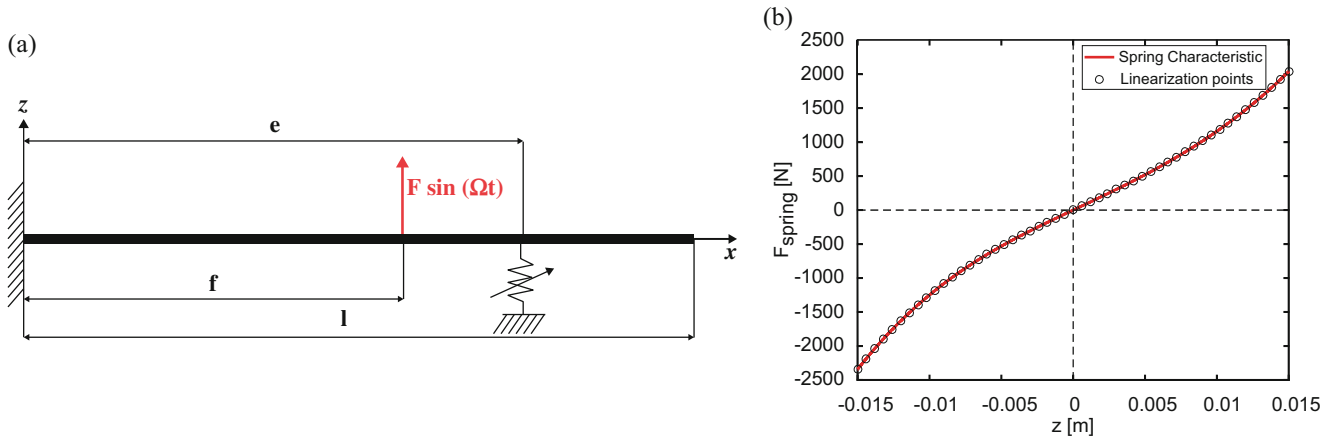 (a)
z
e
F sin (Ωt)
x
f
l
(b)
2500
2000
1500
1000
500
0
-500
-1000
-1500
-2000
-2500
F_spring [N]
Spring Characteristic
Linearization points
-0.015 -0.01 -0.005 0 0.005 0.01 0.015
z [m]